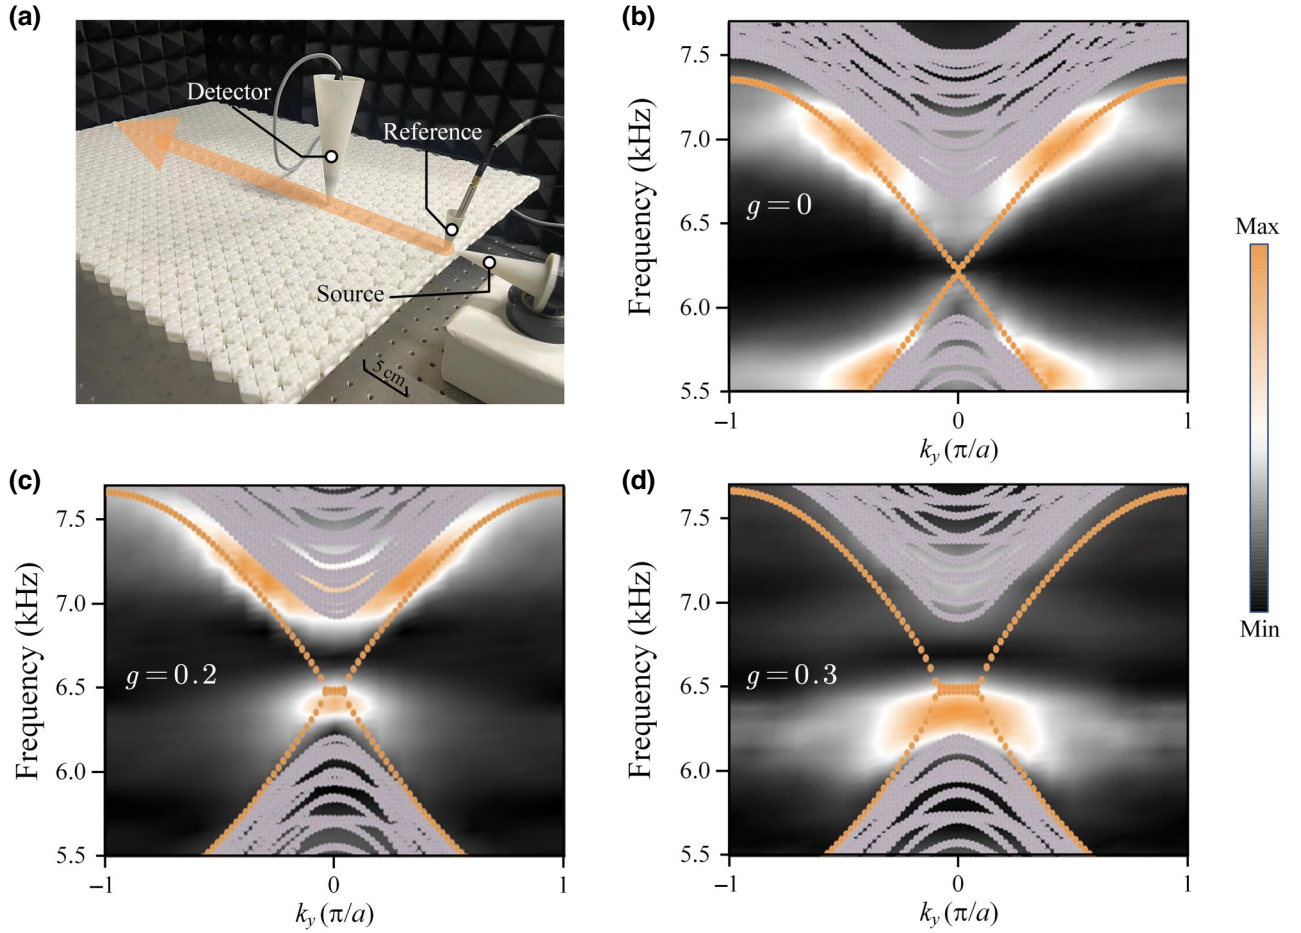 (a)
Detector
Reference
Source
5 cm
(b)
Frequency (kHz)
7.5
7.0
6.5
6.0
5.5
g = 0
−1
0
1
k_y (π/a)
Max
Min
(c)
Frequency (kHz)
7.5
7.0
6.5
6.0
5.5
g = 0.2
−1
0
1
k_y (π/a)
(d)
Frequency (kHz)
7.5
7.0
6.5
6.0
5.5
g = 0.3
−1
0
1
k_y (π/a)